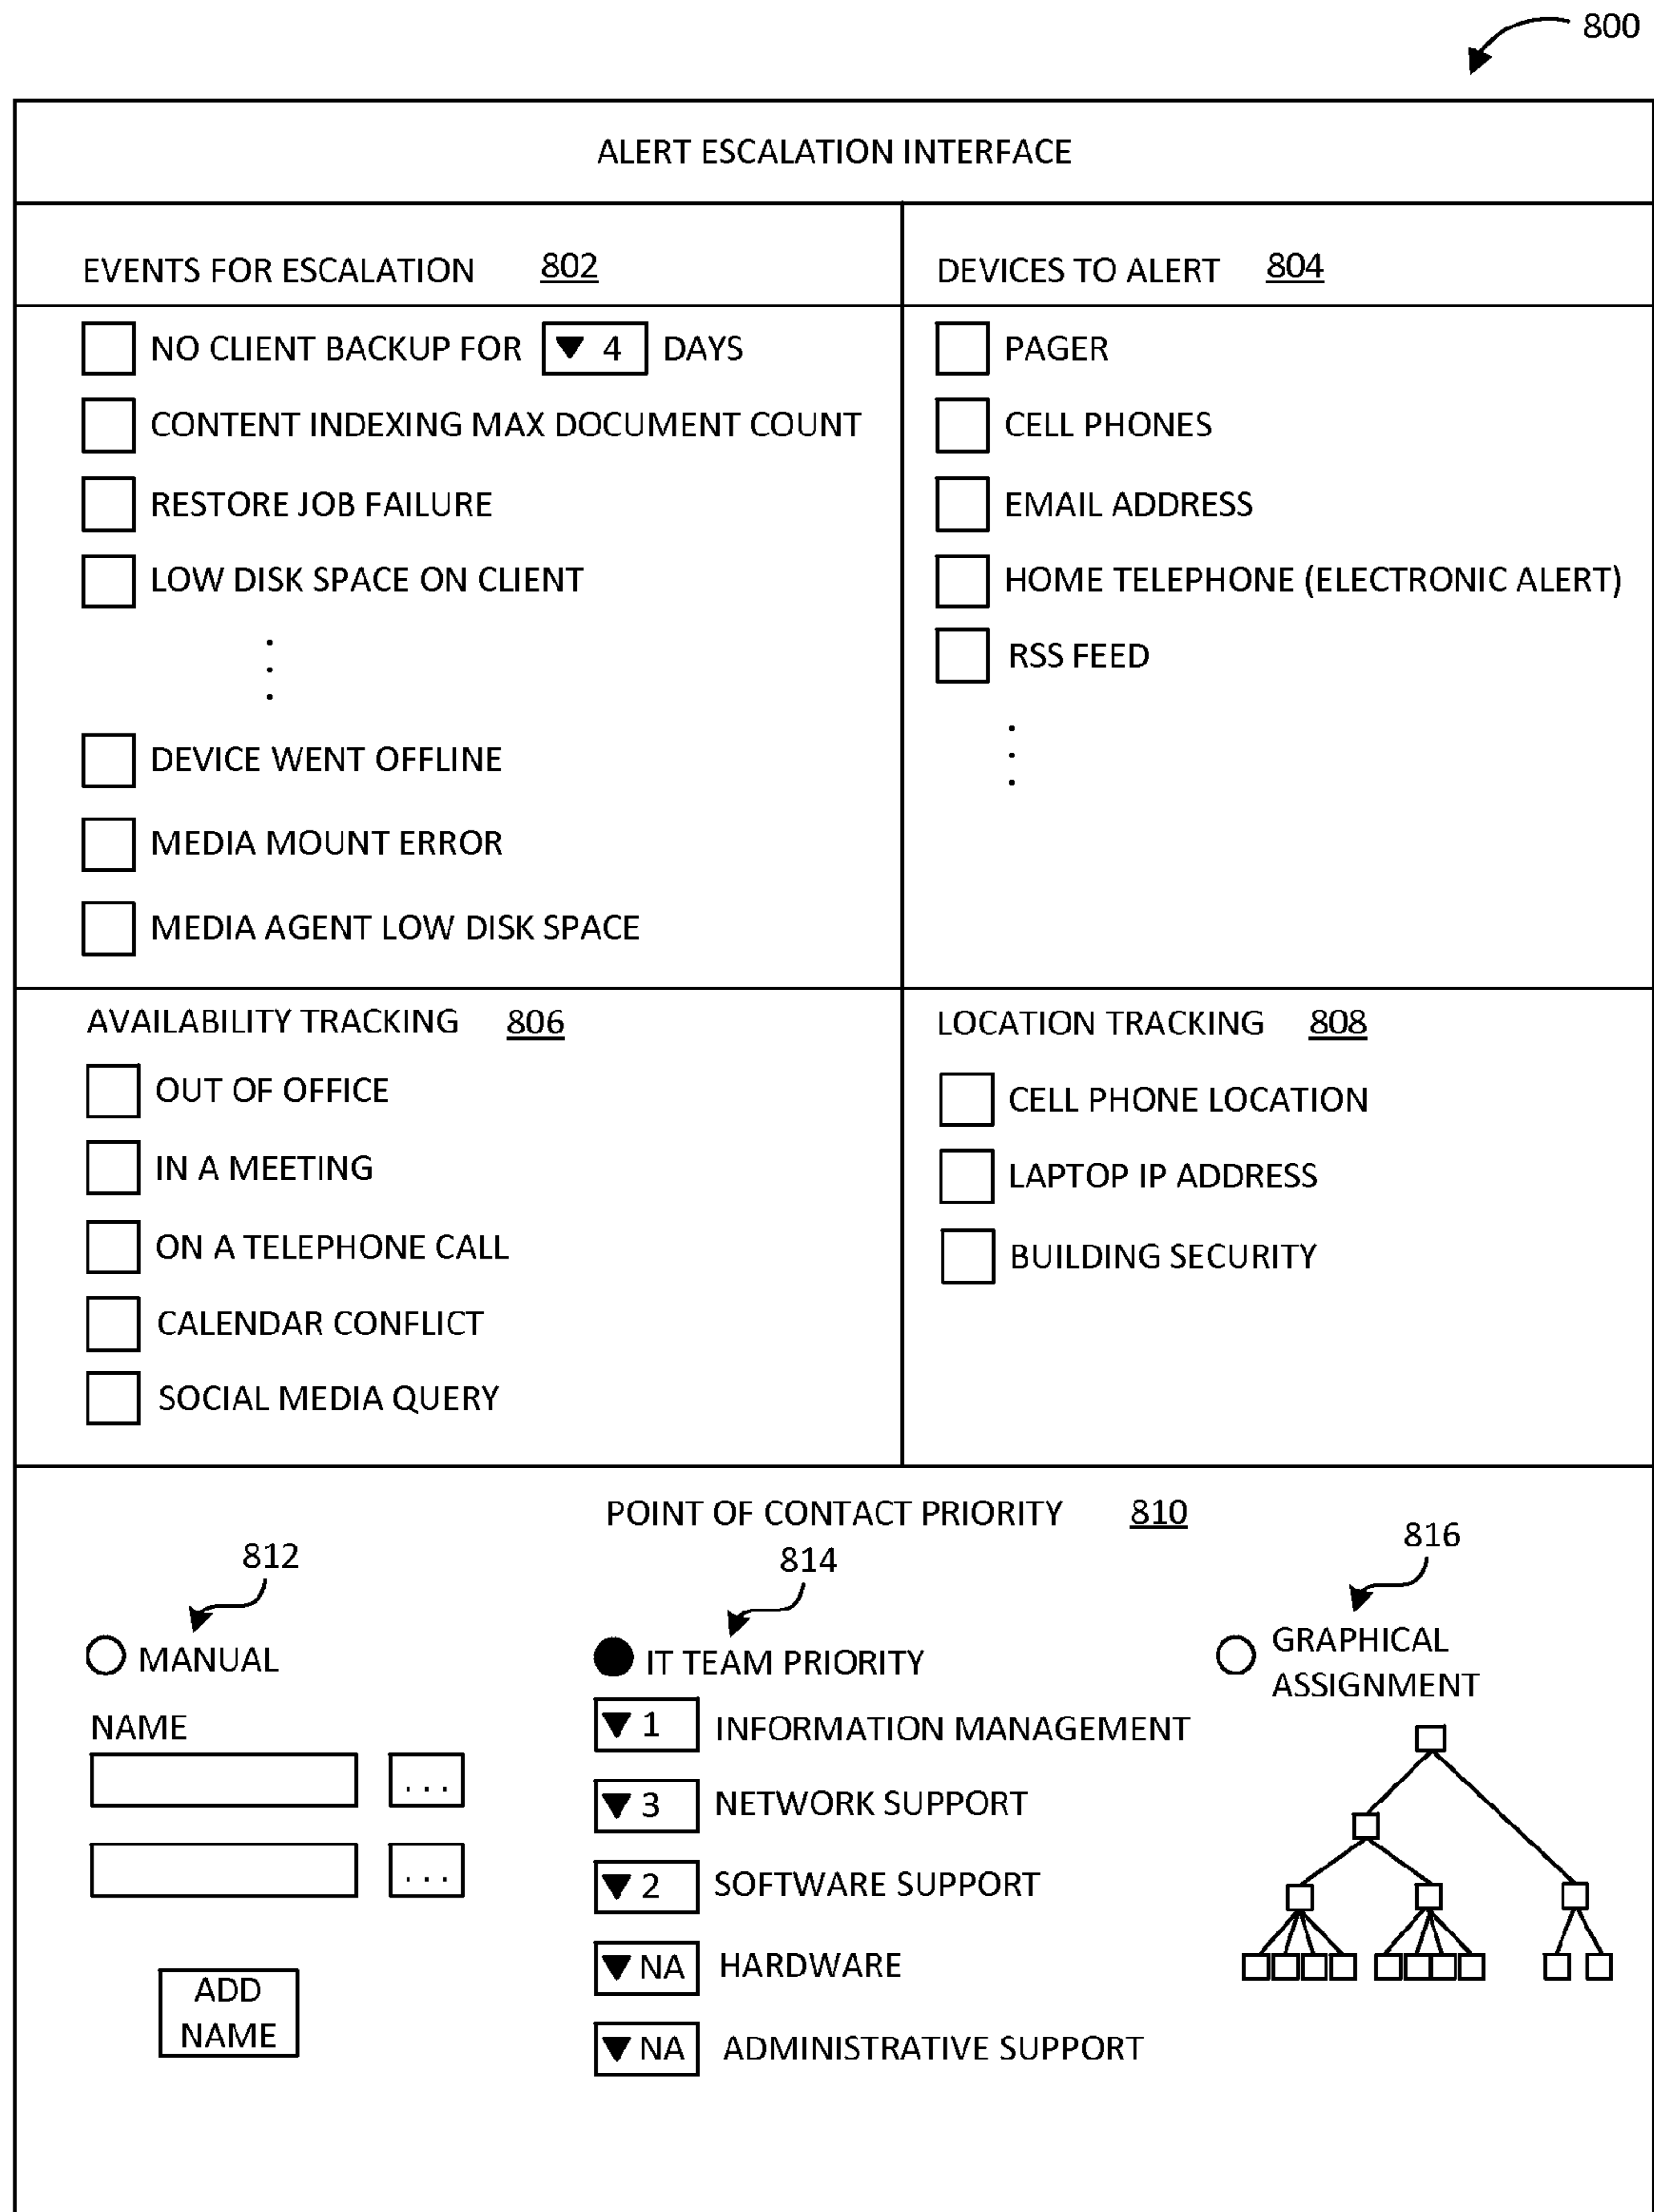 800
ALERT ESCALATION INTERFACE
EVENTS FOR ESCALATION 802
NO CLIENT BACKUP FOR ▼ 4 DAYS
CONTENT INDEXING MAX DOCUMENT COUNT
RESTORE JOB FAILURE
LOW DISK SPACE ON CLIENT
DEVICE WENT OFFLINE
MEDIA MOUNT ERROR
MEDIA AGENT LOW DISK SPACE
DEVICES TO ALERT 804
PAGER
CELL PHONES
EMAIL ADDRESS
HOME TELEPHONE (ELECTRONIC ALERT)
RSS FEED
AVAILABILITY TRACKING 806
OUT OF OFFICE
IN A MEETING
ON A TELEPHONE CALL
CALENDAR CONFLICT
SOCIAL MEDIA QUERY
LOCATION TRACKING 808
CELL PHONE LOCATION
LAPTOP IP ADDRESS
BUILDING SECURITY
POINT OF CONTACT PRIORITY 810
812
MANUAL
NAME
...
...
ADD
NAME
814
IT TEAM PRIORITY
▼ 1 INFORMATION MANAGEMENT
▼ 3 NETWORK SUPPORT
▼ 2 SOFTWARE SUPPORT
▼ NA HARDWARE
▼ NA ADMINISTRATIVE SUPPORT
816
GRAPHICAL
ASSIGNMENT